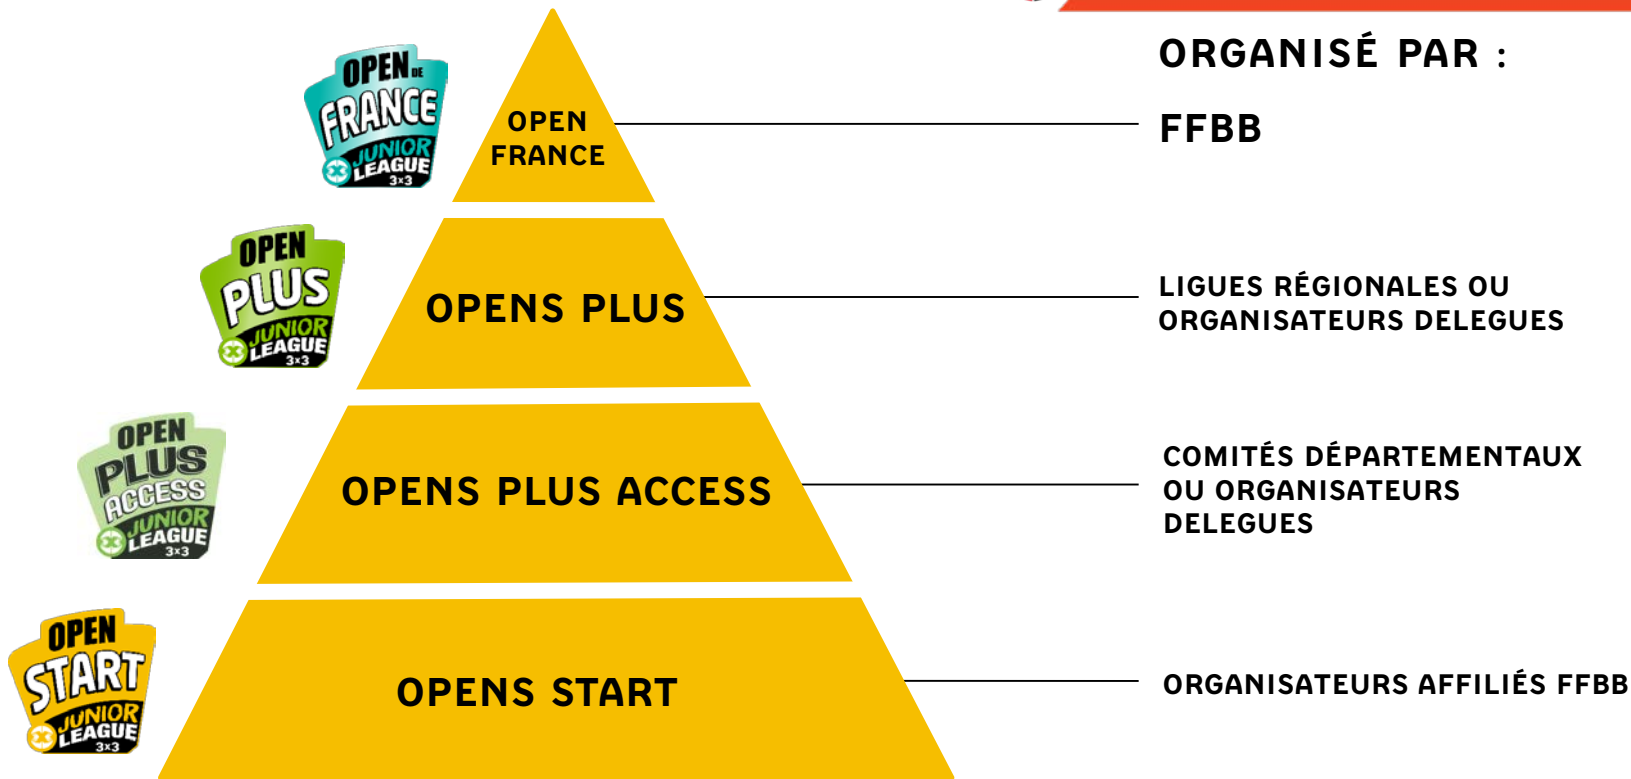 ORGANISÉ PAR :
OPEN DE
FRANCE
JUNIOR
LEAGUE
3x3
OPEN
FRANCE
FFBB
OPEN
PLUS
JUNIOR
LEAGUE
3x3
OPENS PLUS
LIGUES RÉGIONALES OU
ORGANISATEURS DELEGUES
OPEN
PLUS
ACCESS
JUNIOR
LEAGUE
3x3
OPENS PLUS ACCESS
COMITÉS DÉPARTEMENTAUX
OU ORGANISATEURS
DELEGUES
OPEN
START
JUNIOR
LEAGUE
3x3
OPENS START
ORGANISATEURS AFFILIÉS FFBB